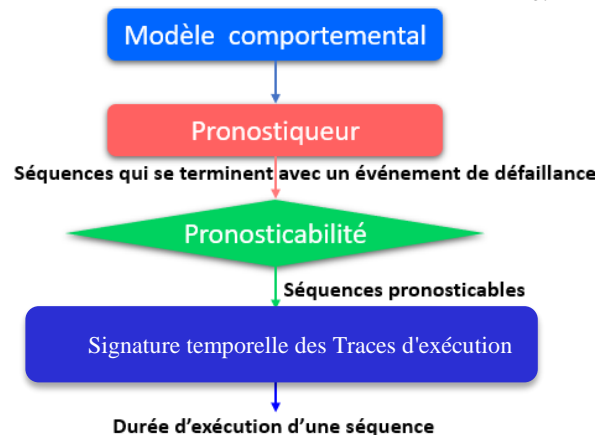 Modèle comportemental
Pronostiqueur
Séquences qui se terminent avec un événement de défaillance
Pronosticabilité
Séquences pronosticables
Signature temporelle des Traces d'exécution
Durée d'exécution d'une séquence